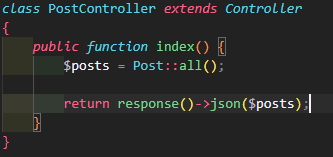 class PostController extends Controller
{
    public function index() {
        $posts = Post::all();

        return response()->json($posts);
    }
}